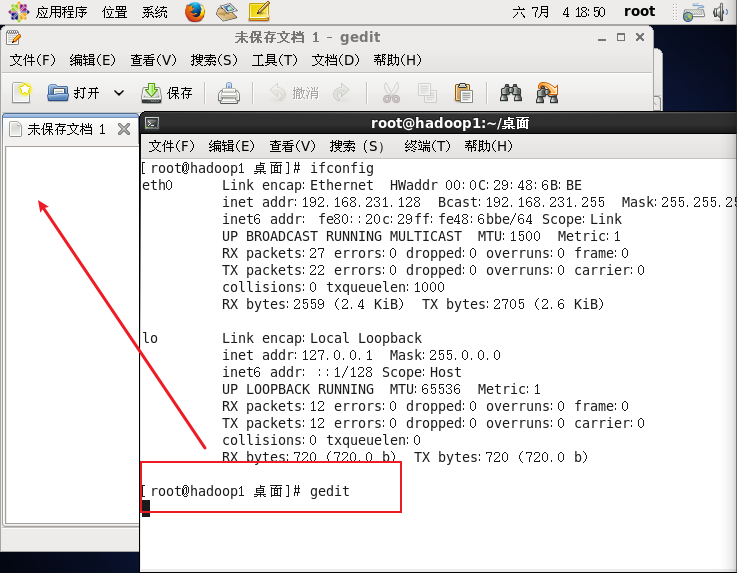 应用程序 位置 系统 六 7月 4 18:50 root
未保存文档 1 - gedit
文件(F) 编辑(E) 查看(V) 搜索(S) 工具(T) 文档(D) 帮助(H)
打开 保存 撤消
未保存文档 1
root@hadoop1:~/桌面
文件(F) 编辑(E) 查看(V) 搜索 (S) 终端(T) 帮助(H)
[root@hadoop1 桌面]# ifconfig
eth0 Link encap:Ethernet HWaddr 00:0C:29:48:6B:BE
inet addr:192.168.231.128 Bcast:192.168.231.255 Mask:255.255.25
inet6 addr: fe80::20c:29ff:fe48:6bbe/64 Scope:Link
UP BROADCAST RUNNING MULTICAST MTU:1500 Metric:1
RX packets:27 errors:0 dropped:0 overruns:0 frame:0
TX packets:22 errors:0 dropped:0 overruns:0 carrier:0
collisions:0 txqueuelen:1000
RX bytes:2559 (2.4 KiB) TX bytes:2705 (2.6 KiB)
lo Link encap:Local Loopback
inet addr:127.0.0.1 Mask:255.0.0.0
inet6 addr: ::1/128 Scope:Host
UP LOOPBACK RUNNING MTU:65536 Metric:1
RX packets:12 errors:0 dropped:0 overruns:0 frame:0
TX packets:12 errors:0 dropped:0 overruns:0 carrier:0
collisions:0 txqueuelen:0
RX bytes:720 (720.0 b) TX bytes:720 (720.0 b)
[root@hadoop1 桌面]# gedit